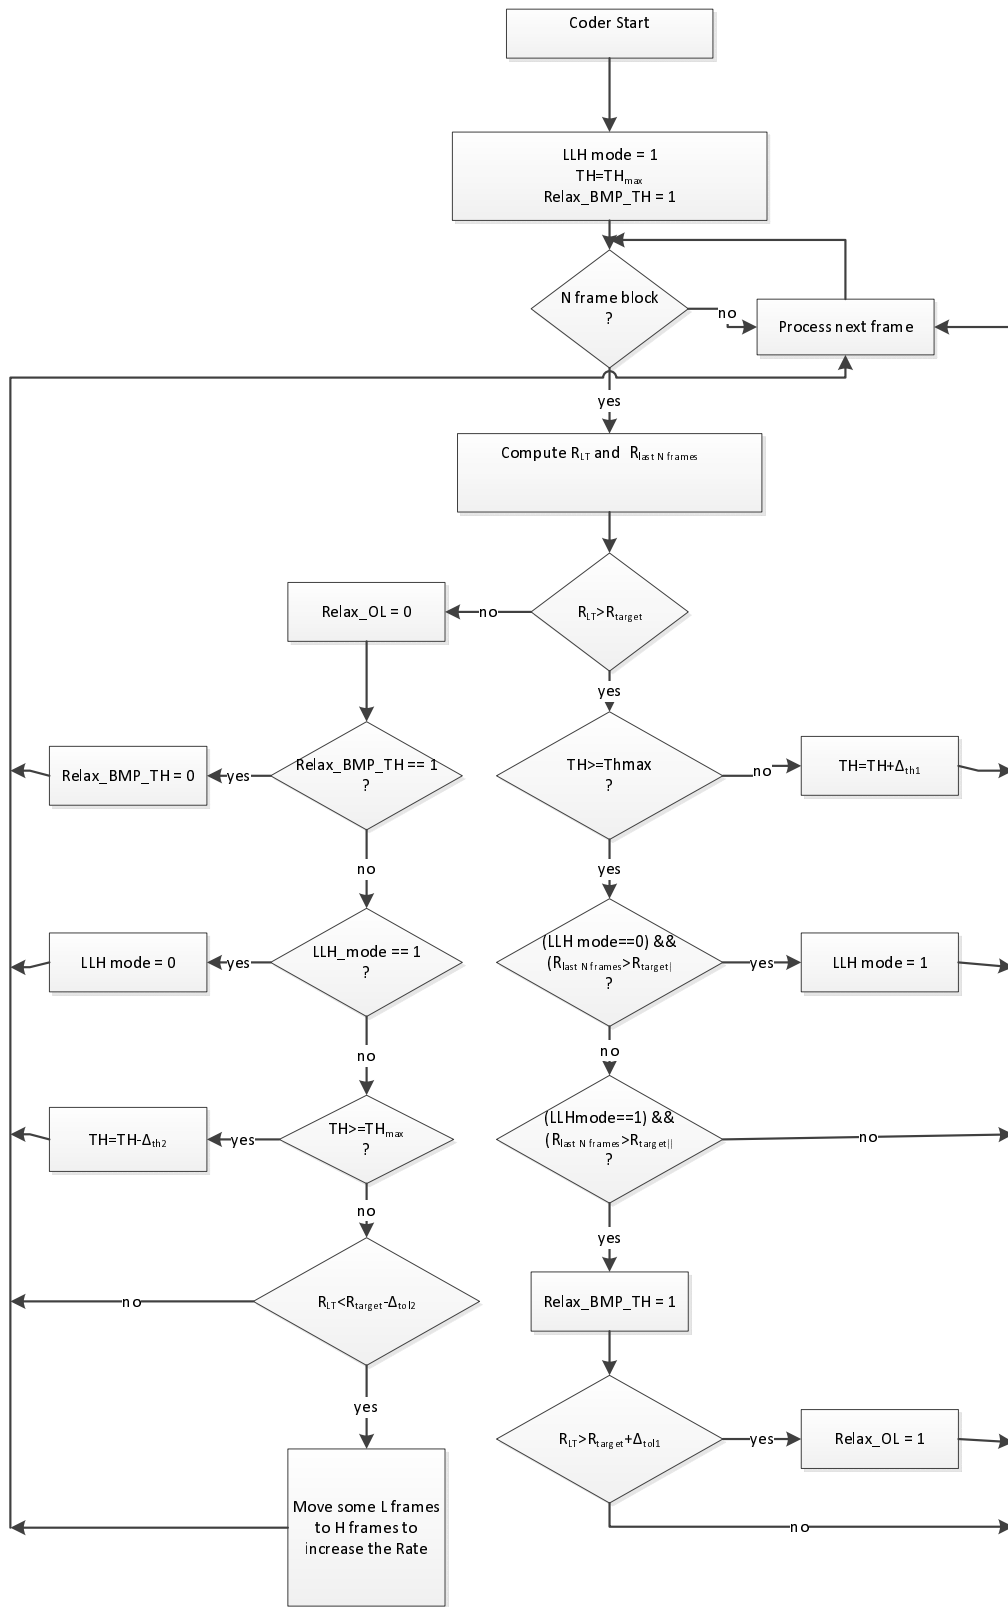 Coder Start
LLH mode = 1
TH=THmax
Relax_BMP_TH = 1
N frame block
?
no
Process next frame
yes
Compute RLT and Rlast N frames
RLT>Rtarget
no
Relax_OL = 0
yes
Relax_BMP_TH == 1
?
yes
Relax_BMP_TH = 0
TH>=Thmax
?
no
TH=TH+Δth1
no
yes
LLH_mode == 1
?
yes
LLH mode = 0
(LLH mode==0) &&
(Rlast N frames>Rtarget|
?
yes
LLH mode = 1
no
no
TH>=THmax
?
yes
TH=TH-Δth2
(LLHmode==1) &&
(Rlast N frames>Rtarget||
?
no
no
yes
RLT<Rtarget-Δtol2
no
Relax_BMP_TH = 1
yes
RLT>Rtarget+Δtol1
yes
Relax_OL = 1
Move some L frames
to H frames to
increase the Rate
no